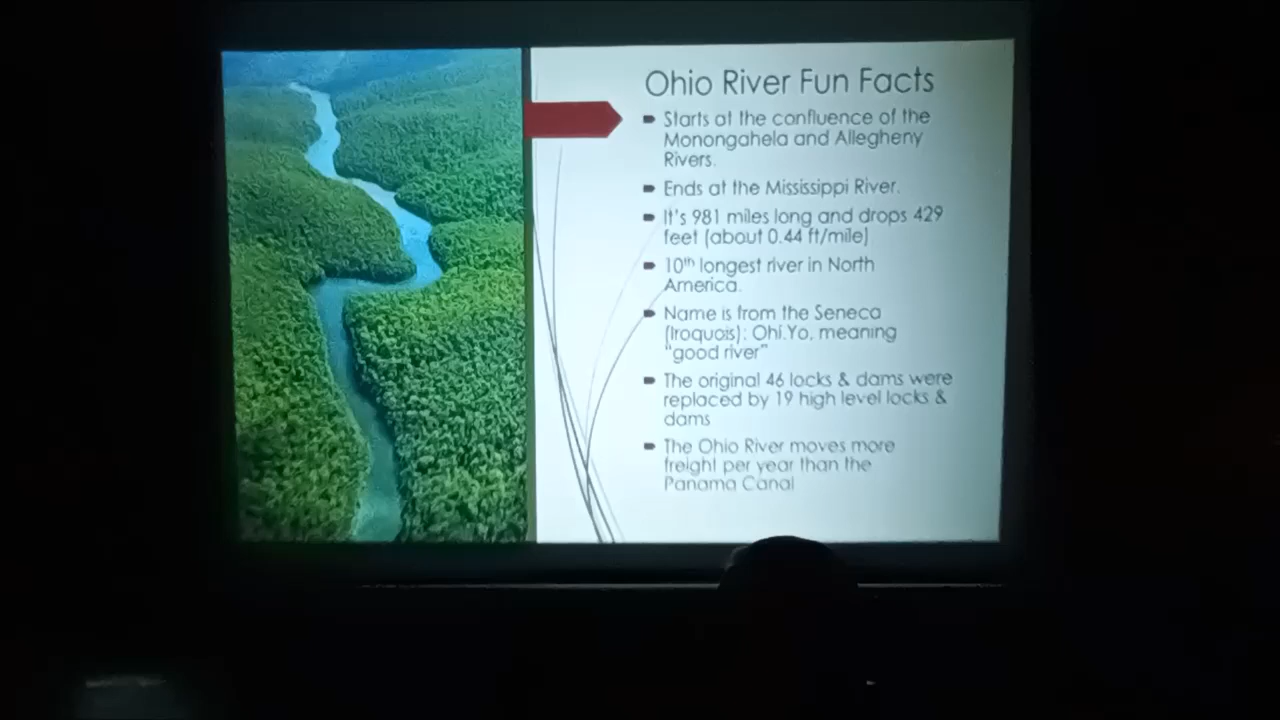 Ohio River Fun Facts
Starts at the confluence of the
Monongahela and Allegheny
Rivers.
Ends at the Mississippi River.
It's 981 miles long and drops 429
feet (about 0.44 ft/mile)
10th longest river in North
America.
Name is from the Seneca
(Iroquois): Ohi.Yo, meaning
"good river"
The original 46 locks & dams were
replaced by 19 high level locks &
dams
The Ohio River moves more
freight per year than the
Panama Canal